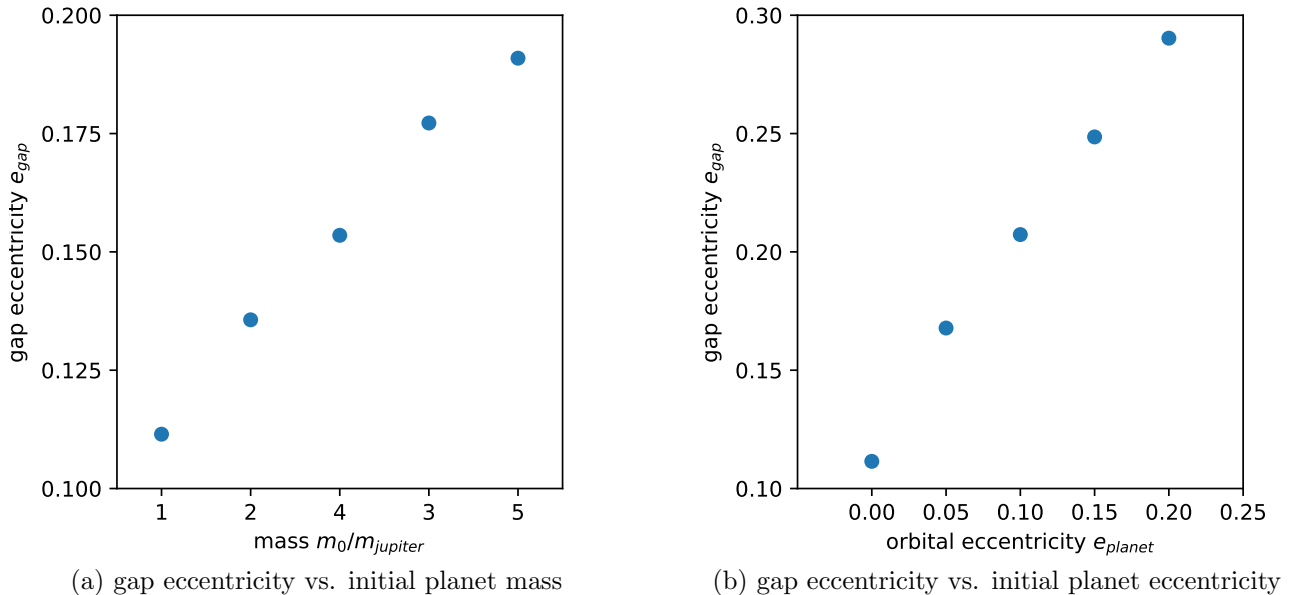 0.200
0.175
0.150
0.125
0.100
gap eccentricity e_gap
1 2 4 3 5
mass m_0/m_jupiter
(a) gap eccentricity vs. initial planet mass
0.30
0.25
0.20
0.15
0.10
gap eccentricity e_gap
0.00 0.05 0.10 0.15 0.20 0.25
orbital eccentricity e_planet
(b) gap eccentricity vs. initial planet eccentricity